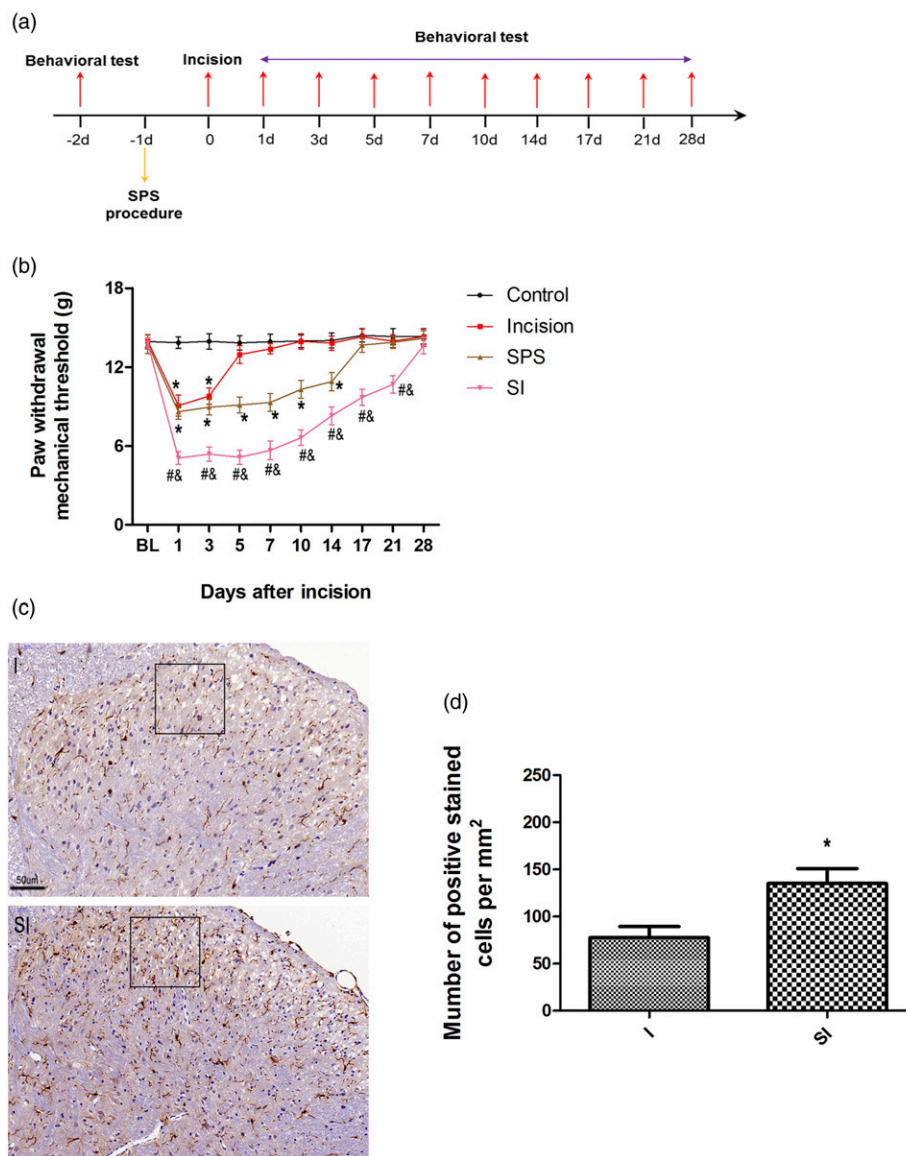 (a)
Behavioral test
Behavioral test
Incision
-2d
-1d
0
1d
3d
5d
7d
10d
14d
17d
21d
28d
SPS
procedure
(b)
Paw withdrawal
mechanical threshold (g)
18
12
6
0
* *
* * * * * *
#& #& #& #& #& #& #& #&
BL 1 3 5 7 10 14 17 21 28
Days after incision
Control
Incision
SPS
SI
(c)
I
50um
SI
(d)
Mumber of positive stained
cells per mm²
250
200
150
100
50
0
*
I
SI